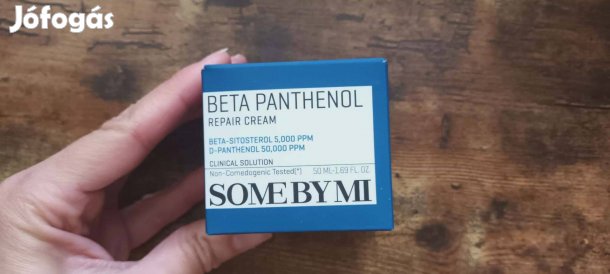 Jófogás
BETA PANTHENOL
REPAIR CREAM
BETA-SITOSTEROL 5,000 PPM
D-PANTHENOL 50,000 PPM
CLINICAL SOLUTION
Non-Comedogenic Tested(*) 50 ML-1.69 FL. OZ.
SOME BY MI